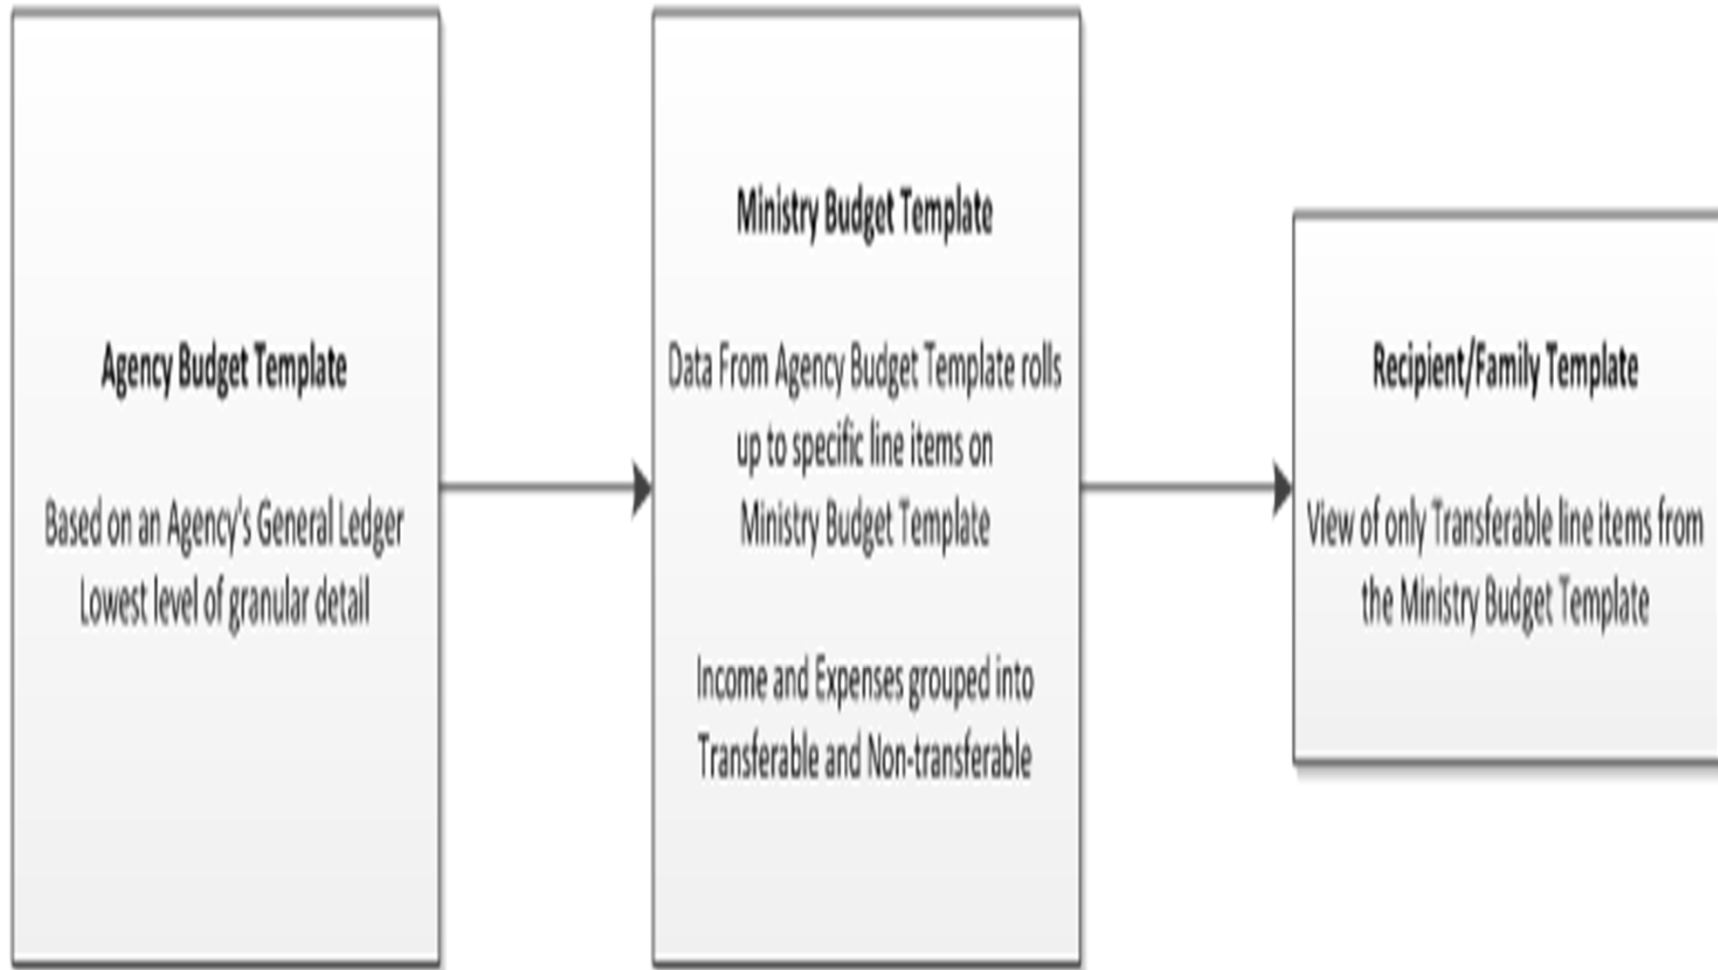 Agency Budget Template
Based on an Agency's General Ledger
Lowest level of granular detail
Ministry Budget Template
Data From Agency Budget Template rolls
up to specific line items on
Ministry Budget Template
Income and Expenses grouped into
Transferable and Non-transferable
Recipient/Family Template
View of only Transferable line items from
the Ministry Budget Template